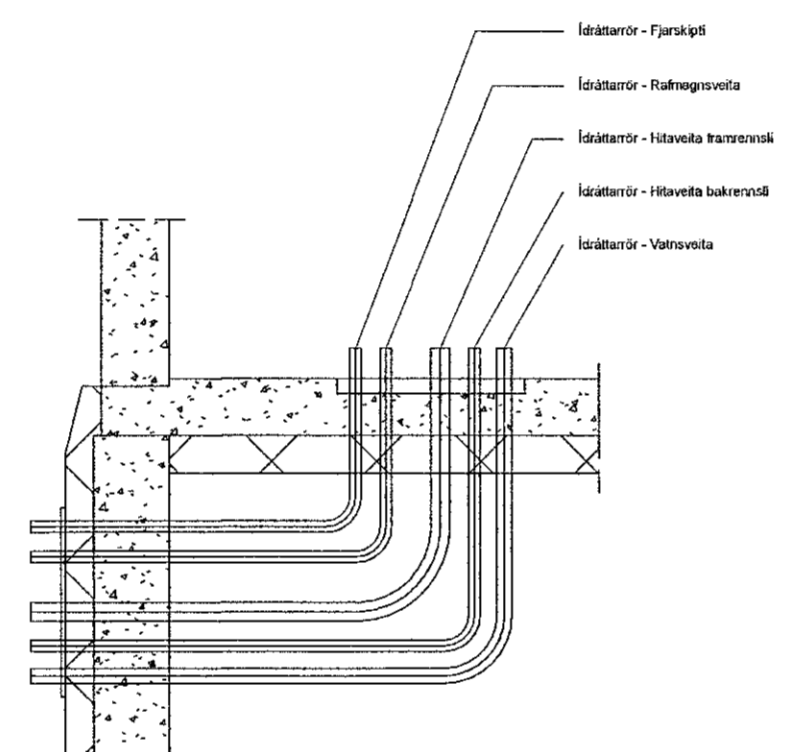 Ídráttarrör - Fjarskipti
Ídráttarrör - Rafmagnsveita
Ídráttarrör - Hitaveita framrennsli
Ídráttarrör - Hitaveita bakrennsli
Ídráttarrör - Vatnsveita